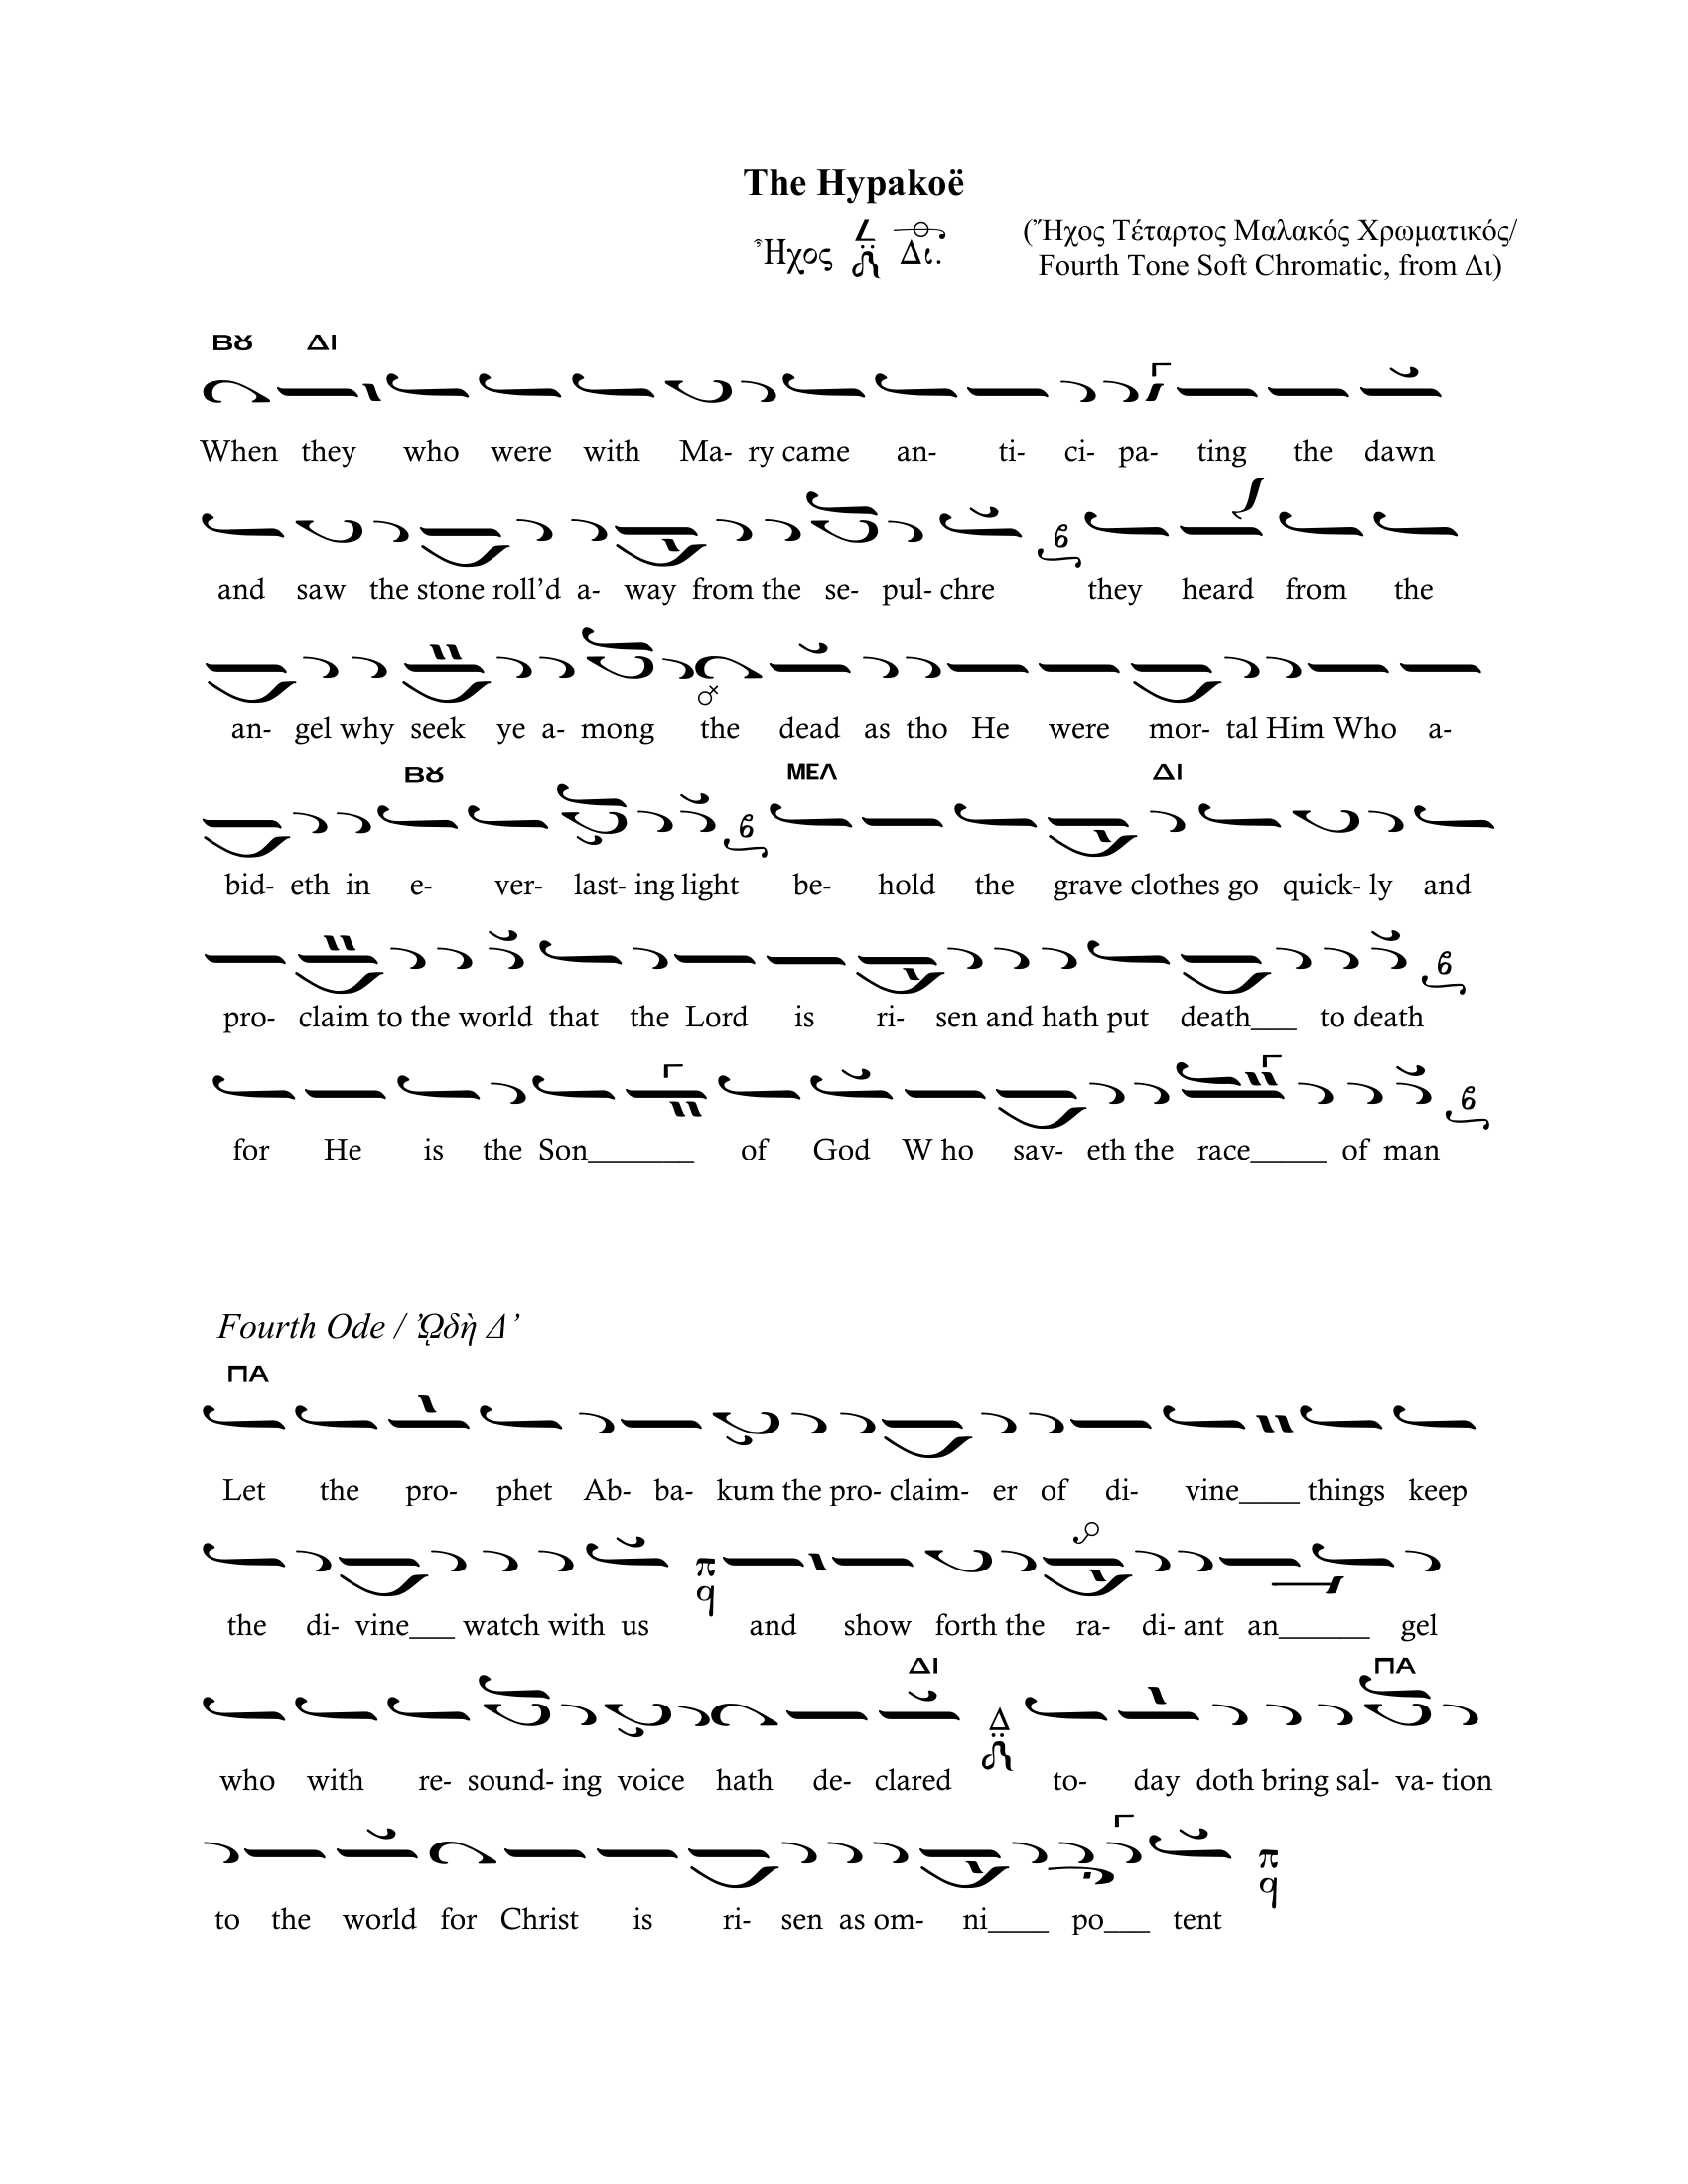 The Hypakoë
Ἦχος Δι.
(Ἦχος Τέταρτος Μαλακός Χρωματικός/
Fourth Tone Soft Chromatic, from Δι)
Βȣ ΔΙ
When they who were with Ma- ry came an- ti- ci- pa- ting the dawn
and saw the stone roll’d a- way from the se- pul- chre they heard from the
an- gel why seek ye a- mong the dead as tho He were mor- tal Him Who a-
Βȣ ΜΕΛ ΔΙ
bid- eth in e- ver- last- ing light be- hold the grave clothes go quick- ly and
pro- claim to the world that the Lord is ri- sen and hath put death___ to death
for He is the Son_______ of God W ho sav- eth the race_____ of man
Fourth Ode / ᾨδὴ Δ’
ΠΑ
Let the pro- phet Ab- ba- kum the pro- claim- er of di- vine____ things keep
the di- vine___ watch with us π q and show forth the ra- di- ant an______ gel
ΔΙ ΠΑ
who with re- sound- ing voice hath de- clared Δ to- day doth bring sal- va- tion
to the world for Christ is ri- sen as om- ni____ po___ tent π q